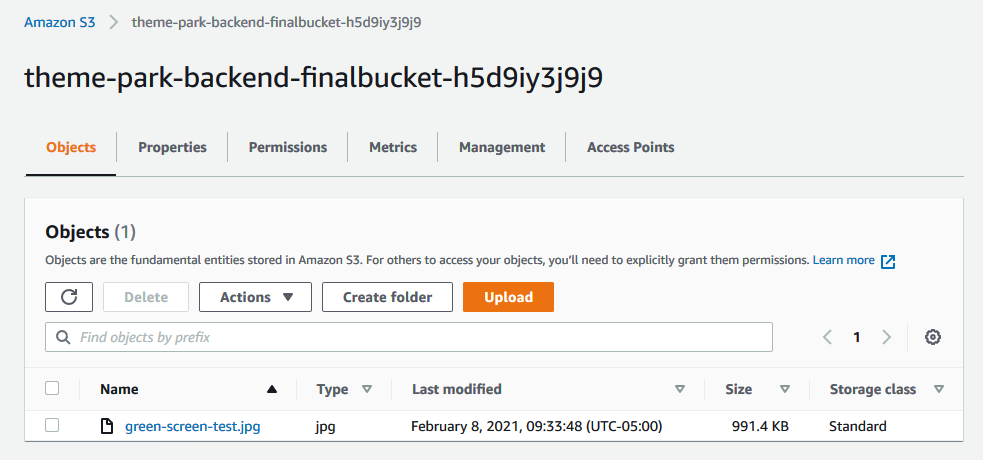 Amazon S3 > theme-park-backend-finalbucket-h5d9iy3j9j9
theme-park-backend-finalbucket-h5d9iy3j9j9
Objects Properties Permissions Metrics Management Access Points
Objects (1)
Objects are the fundamental entities stored in Amazon S3. For others to access your objects, you'll need to explicitly grant them permissions. Learn more
Delete Actions Create folder Upload
Find objects by prefix 1
Name Type Last modified Size Storage class
green-screen-test.jpg jpg February 8, 2021, 09:33:48 (UTC-05:00) 991.4 KB Standard